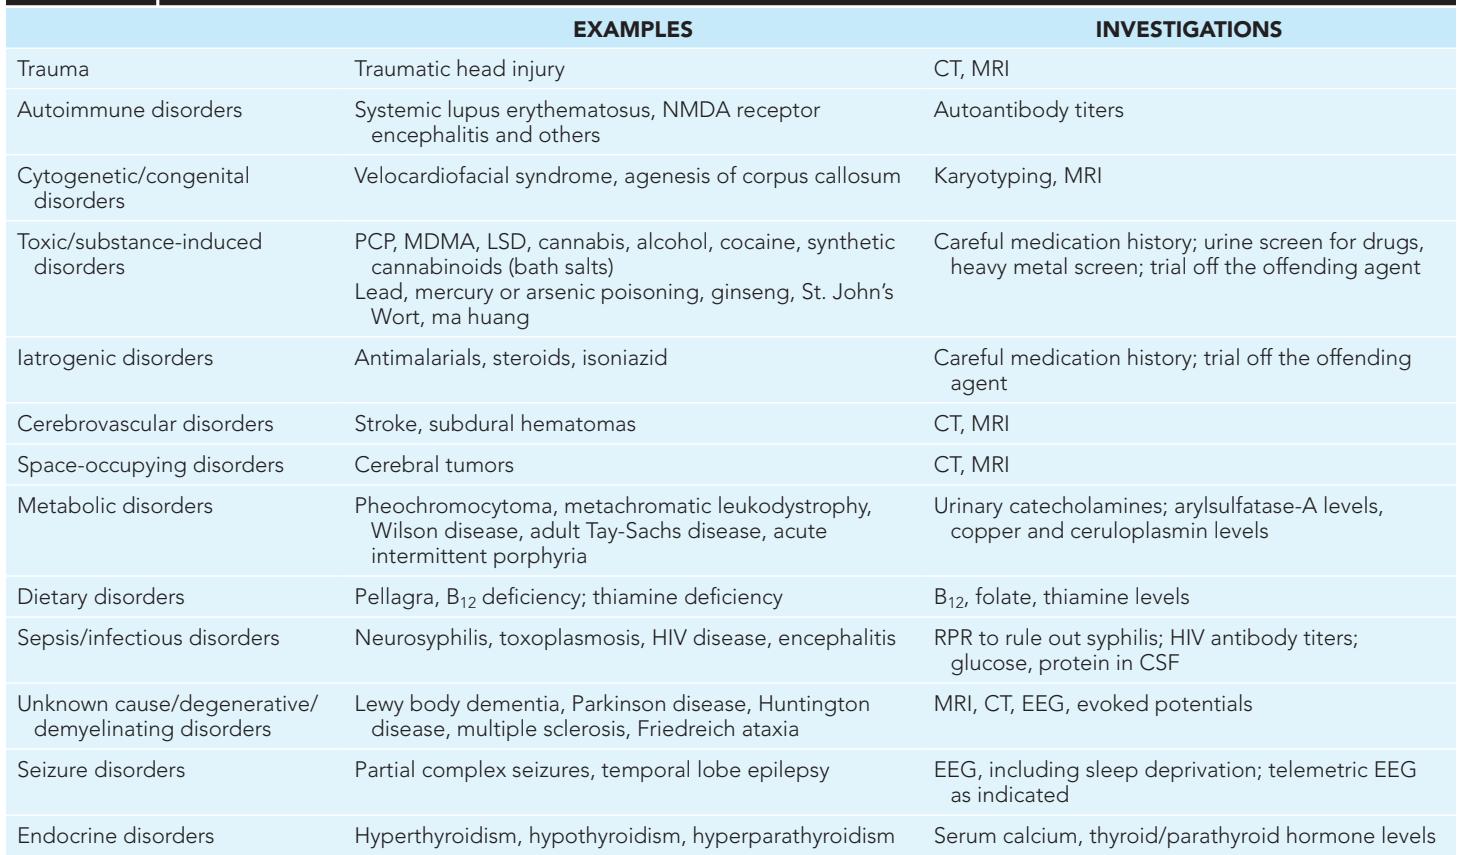 EXAMPLES INVESTIGATIONS
Trauma Traumatic head injury CT, MRI
Autoimmune disorders Systemic lupus erythematosus, NMDA receptor Autoantibody titers
encephalitis and others
Cytogenetic/congenital Velocardiofacial syndrome, agenesis of corpus callosum Karyotyping, MRI
disorders
Toxic/substance-induced PCP, MDMA, LSD, cannabis, alcohol, cocaine, synthetic Careful medication history; urine screen for drugs,
disorders cannabinoids (bath salts) heavy metal screen; trial off the offending agent
Lead, mercury or arsenic poisoning, ginseng, St. John’s
Wort, ma huang
Iatrogenic disorders Antimalarials, steroids, isoniazid Careful medication history; trial off the offending
agent
Cerebrovascular disorders Stroke, subdural hematomas CT, MRI
Space-occupying disorders Cerebral tumors CT, MRI
Metabolic disorders Pheochromocytoma, metachromatic leukodystrophy, Urinary catecholamines; arylsulfatase-A levels,
Wilson disease, adult Tay-Sachs disease, acute copper and ceruloplasmin levels
intermittent porphyria
Dietary disorders Pellagra, B12 deficiency; thiamine deficiency B12, folate, thiamine levels
Sepsis/infectious disorders Neurosyphilis, toxoplasmosis, HIV disease, encephalitis RPR to rule out syphilis; HIV antibody titers;
glucose, protein in CSF
Unknown cause/degenerative/ Lewy body dementia, Parkinson disease, Huntington MRI, CT, EEG, evoked potentials
demyelinating disorders disease, multiple sclerosis, Friedreich ataxia
Seizure disorders Partial complex seizures, temporal lobe epilepsy EEG, including sleep deprivation; telemetric EEG
as indicated
Endocrine disorders Hyperthyroidism, hypothyroidism, hyperparathyroidism Serum calcium, thyroid/parathyroid hormone levels